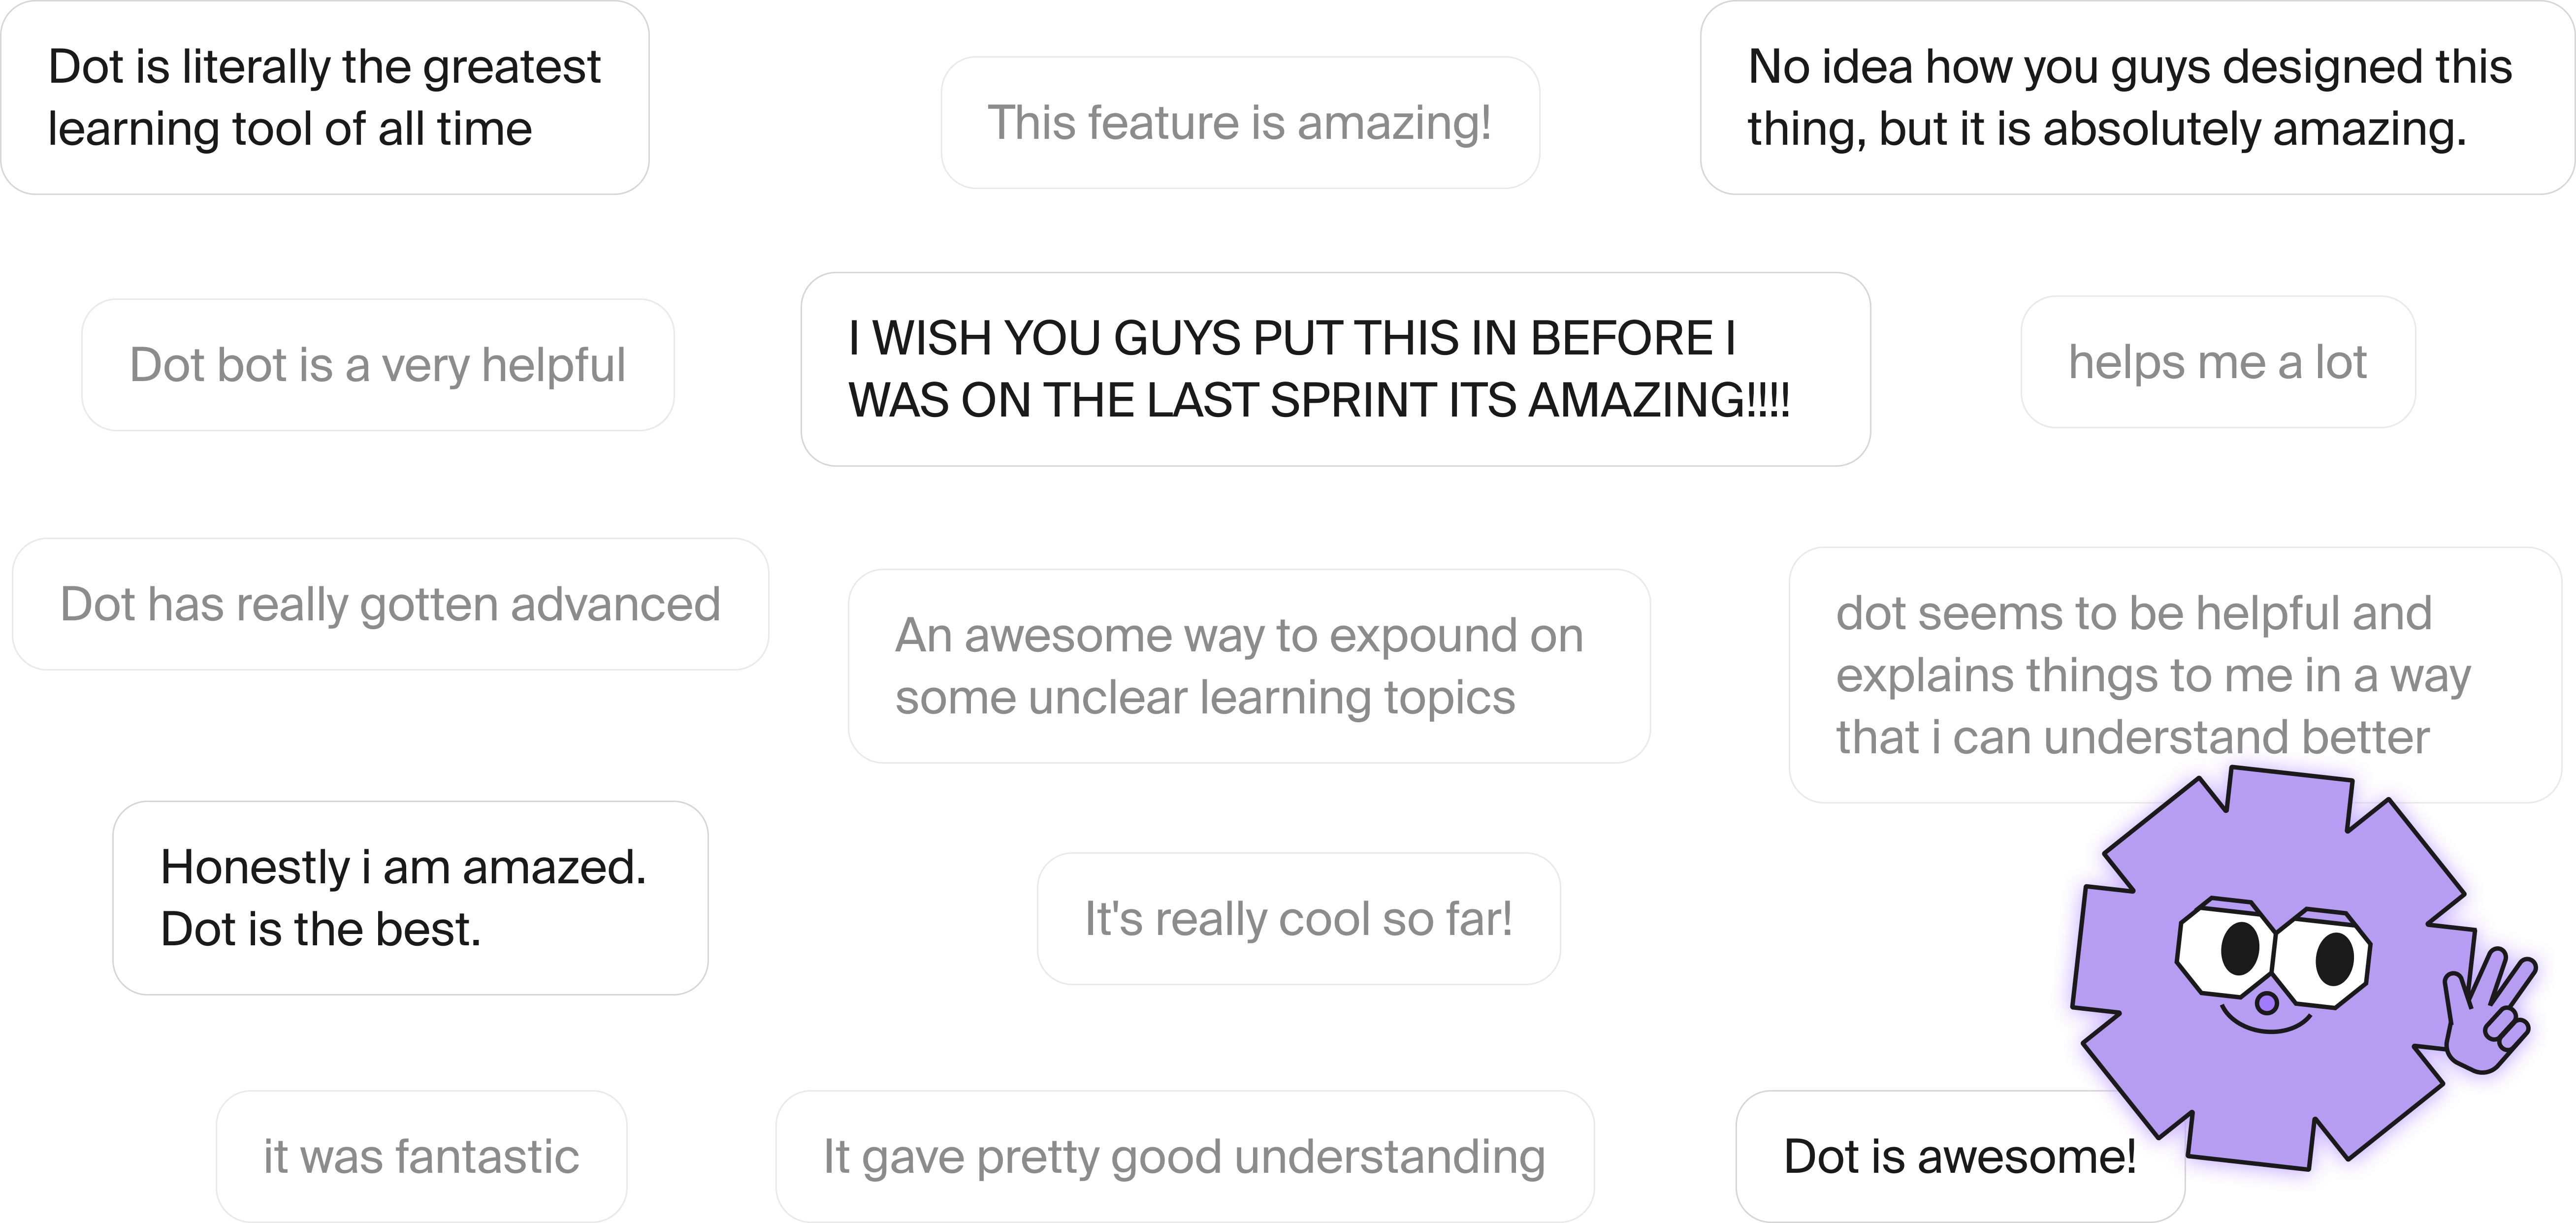 Dot is literally the greatest
learning tool of all time
This feature is amazing!
No idea how you guys designed this
thing, but it is absolutely amazing.
Dot bot is a very helpful
I WISH YOU GUYS PUT THIS IN BEFORE I
WAS ON THE LAST SPRINT ITS AMAZING!!!!
helps me a lot
Dot has really gotten advanced
An awesome way to expound on
some unclear learning topics
dot seems to be helpful and
explains things to me in a way
that i can understand better
Honestly i am amazed.
Dot is the best.
It's really cool so far!
it was fantastic
It gave pretty good understanding
Dot is awesome!